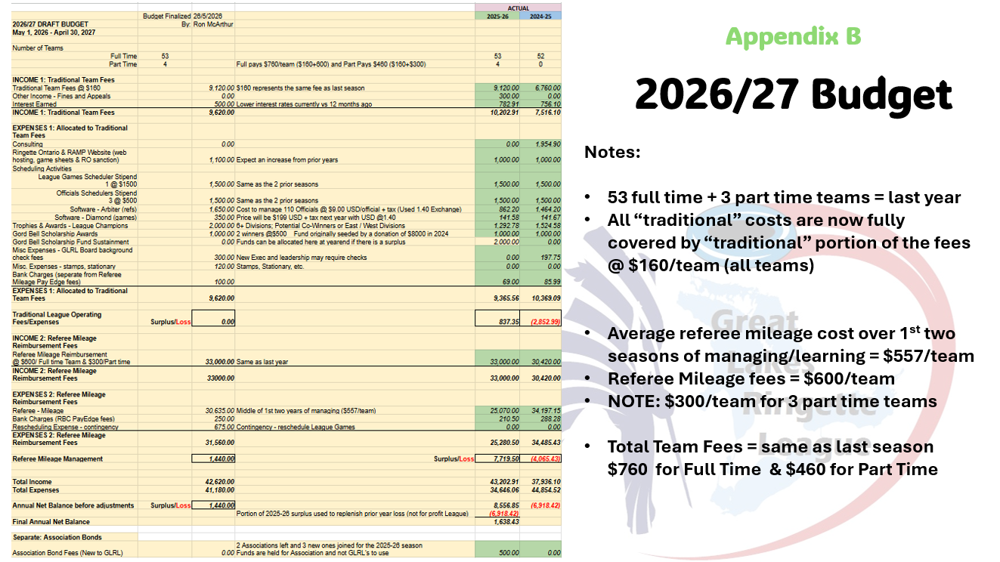 ACTUAL
Budget Finalized 26/5/2026 2025-26 2024-25
2026/27 DRAFT BUDGET By: Ron McArthur
May 1, 2026 - April 30, 2027
Number of Teams
Full Time 53 53 52
Part Time 4 Full pays $760/team ($160+600) and Part Pays $460 ($160+$300) 4 0
INCOME 1: Traditional Team Fees
Traditional Team Fees @ $160 9,120.00 $160 represents the same fee as last season 9,120.00 6,760.00
Other Income - Fines and Appeals 0.00 300.00 0.00
Interest Earned 500.00 Lower interest rates currently vs 12 months ago 782.91 756.10
INCOME 1: Traditional Team Fees 9,620.00 10,202.91 7,516.10
EXPENSES 1: Allocated to Traditional
Team Fees
Consulting 0.00 0.00 1,954.90
Ringette Ontario & RAMP Website (web
hosting, game sheets & RO sanction) 1,100.00 Expect an increase from prior years 1,000.00 1,000.00
Scheduling Activities
League Games Scheduler Stipend
1 @ $1500 1,500.00 Same as the 2 prior seasons 1,500.00 1,500.00
Officials Schedulers Stipend
3 @ $500 1,500.00 Same as the 2 prior seasons 1,500.00 1,500.00
Software - Arbiter (refs) 1,650.00 Cost to manage 110 Officials @ $9.00 USD/official + tax (Used 1.40 Exchange) 862.20 1,464.20
Software - Diamond (games) 350.00 Price will be $199 USD + tax next year with USD @1.40 141.58 141.67
Trophies & Awards - League Champions 2,000.00 6+ Divisions; Potential Co-Winners or East / West Divisions 1,292.78 1,524.58
Gord Bell Scholarship Awards 1,000.00 2 winners @$500 Fund originally seeded by a donation of $8000 in 2024 1,000.00 1,000.00
Gord Bell Scholarship Fund Sustainment 0.00 Funds can be allocated here at yearend if there is a surplus 2,000.00 0.00
Misc Expenses - GLRL Board background
check fees 300.00 New Exec and leadership may require checks 0.00 197.75
Misc. Expenses - stamps, stationary 120.00 Stamps, Stationary, etc. 0.00 0.00
Bank Charges (seperate from Referee
Mileage Pay Edge fees) 100.00 69.00 85.99
EXPENSES 1: Allocated to Traditional
Team Fees 9,620.00 9,365.56 10,369.09
Traditional League Operating
Fees/Expenses Surplus/Loss 0.00 837.35 (2,852.99)
INCOME 2: Referee Mileage
Reimbursement Fees
Referee Mileage Reimbursement
@ $600/ Full time Team & $300/Part time 33,000.00 Same as last year 33,000.00 30,420.00
INCOME 2: Referee Mileage
Reimbursement Fees 33000.00 33,000.00 30,420.00
EXPENSES 2: Referee Mileage
Reimbursement Fees
Referee - Mileage 30,635.00 Middle of 1st two years of managing ($557/team) 25,070.00 34,197.15
Bank Charges (RBC PayEdge fees) 250.00 210.50 288.28
Rescheduling Expense - contingency 675.00 Contingency - reschedule League Games 0.00 0.00
EXPENSES 2: Referee Mileage
Reimbursement Fees 31,560.00 25,280.50 34,485.43
Referee Mileage Management 1,440.00 Surplus/Loss 7,719.50 (4,065.43)
Total Income 42,620.00 43,202.91 37,936.10
Total Expenses 41,180.00 34,646.06 44,854.52
Annual Net Balance before adjustments Surplus/Loss 1,440.00 8,556.85 (6,918.42)
Portion of 2025-26 surplus used to replenish prior year loss (not for profit League) (6,918.42)
Final Annual Net Balance 1,638.43
Separate: Association Bonds
2 Associations left and 3 new ones joined for the 2025-26 season
Association Bond Fees (New to GLRL) 0.00 Funds are held for Association and not GLRL's to use 500.00 0.00
Appendix B
2026/27 Budget
Notes:
• 53 full time + 3 part time teams = last year
• All “traditional” costs are now fully
covered by “traditional” portion of the fees
@ $160/team (all teams)
• Average referee mileage cost over 1st two
seasons of managing/learning = $557/team
• Referee Mileage fees = $600/team
• NOTE: $300/team for 3 part time teams
• Total Team Fees = same as last season
$760 for Full Time & $460 for Part Time
Great
Lakes
Ringette
League